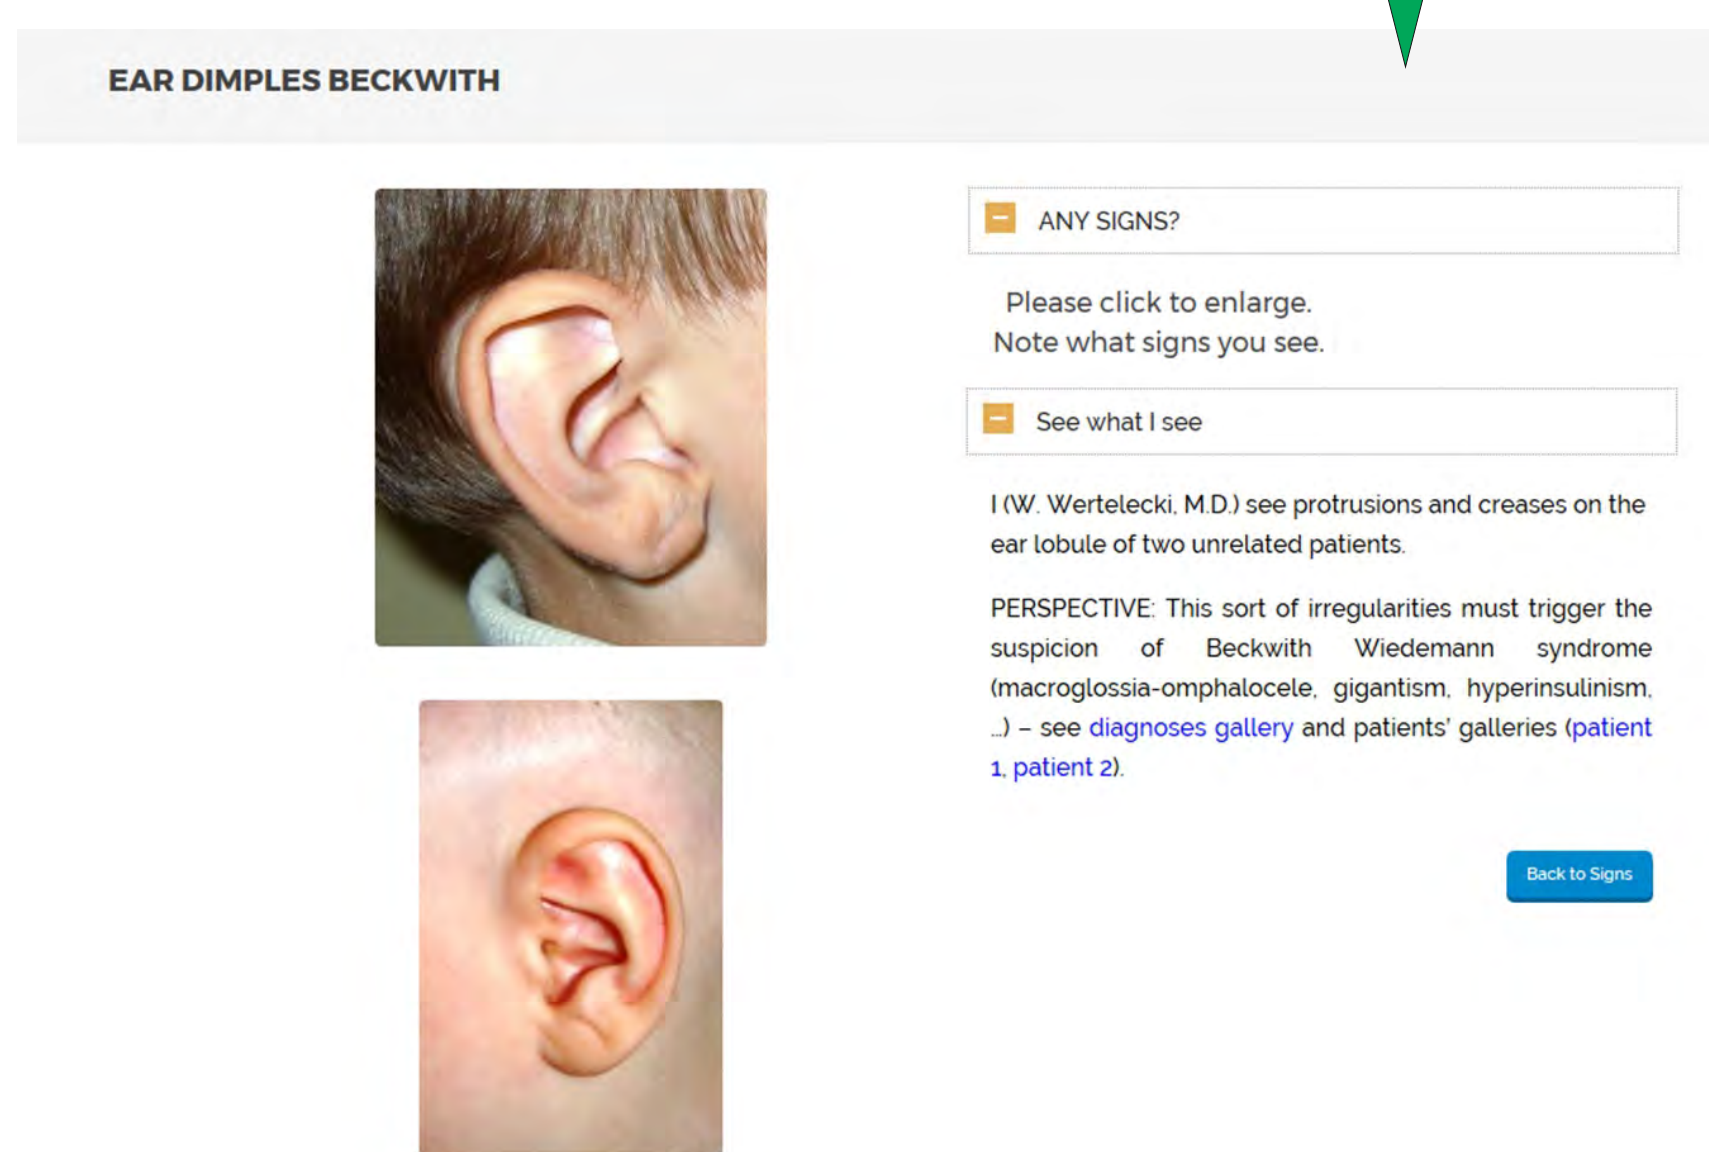 EAR DIMPLES BECKWITH
ANY SIGNS?
Please click to enlarge.
Note what signs you see.
See what I see
I (W. Wertelecki, M.D.) see protrusions and creases on the
ear lobule of two unrelated patients.
PERSPECTIVE: This sort of irregularities must trigger the
suspicion of Beckwith Wiedemann syndrome
(macroglossia-omphalocele, gigantism, hyperinsulinism,
…) – see diagnoses gallery and patients' galleries (patient
1, patient 2).
Back to Signs